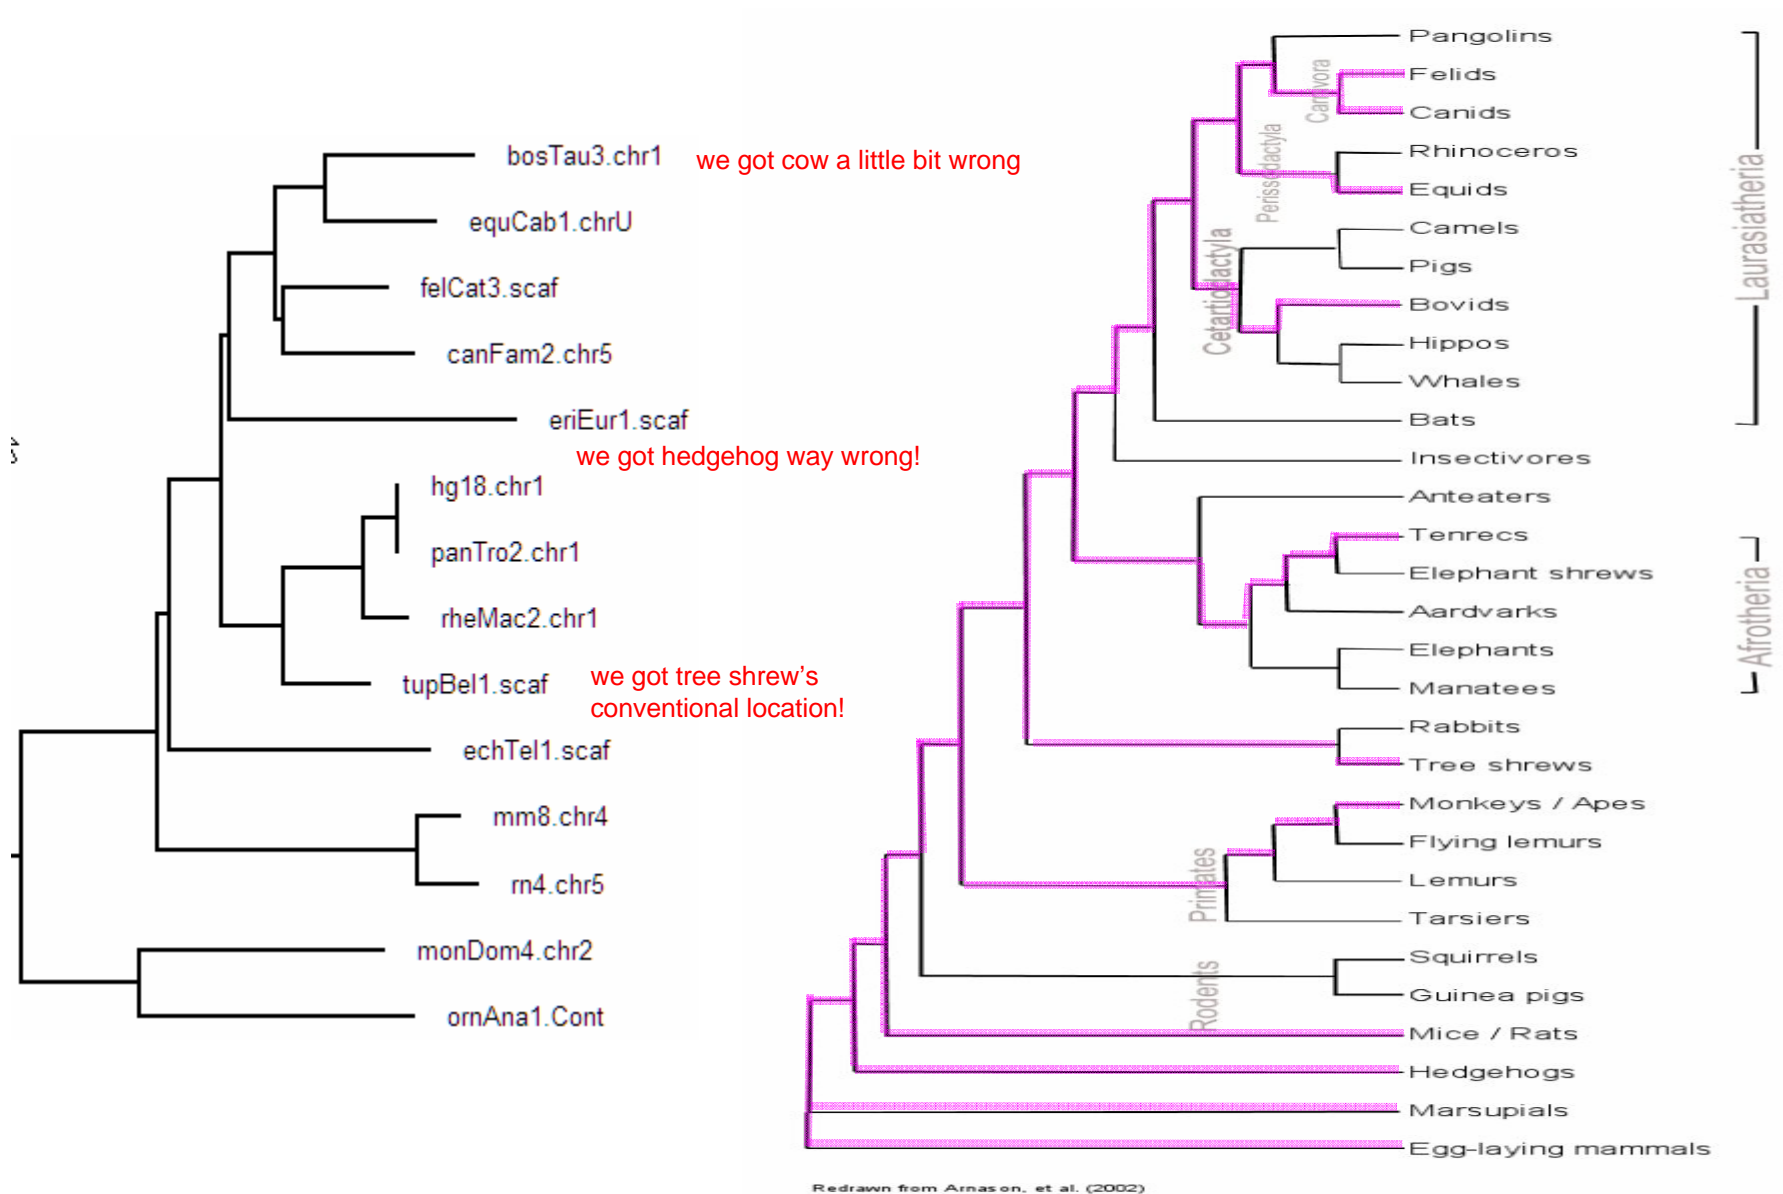 bosTau3.chr1
we got cow a little bit wrong
equCab1.chrU
felCat3.scaf
canFam2.chr5
eriEur1.scaf
we got hedgehog way wrong!
hg18.chr1
panTro2.chr1
rheMac2.chr1
tupBel1.scaf
we got tree shrew's
conventional location!
echTel1.scaf
mm8.chr4
rn4.chr5
monDom4.chr2
ornAna1.Cont
Pangolins
Felids
Canids
Rhinoceros
Equids
Camels
Pigs
Bovids
Hippos
Whales
Bats
Insectivores
Anteaters
Tenrecs
Elephant shrews
Aardvarks
Elephants
Manatees
Rabbits
Tree shrews
Monkeys / Apes
Flying lemurs
Lemurs
Tarsiers
Squirrels
Guinea pigs
Mice / Rats
Hedgehogs
Marsupials
Egg-laying mammals
Carnivora
Perissodactyla
Cetartiodactyla
Primates
Rodents
Laurasiatheria
Afrotheria
Redrawn from Arnason, et al. (2002)